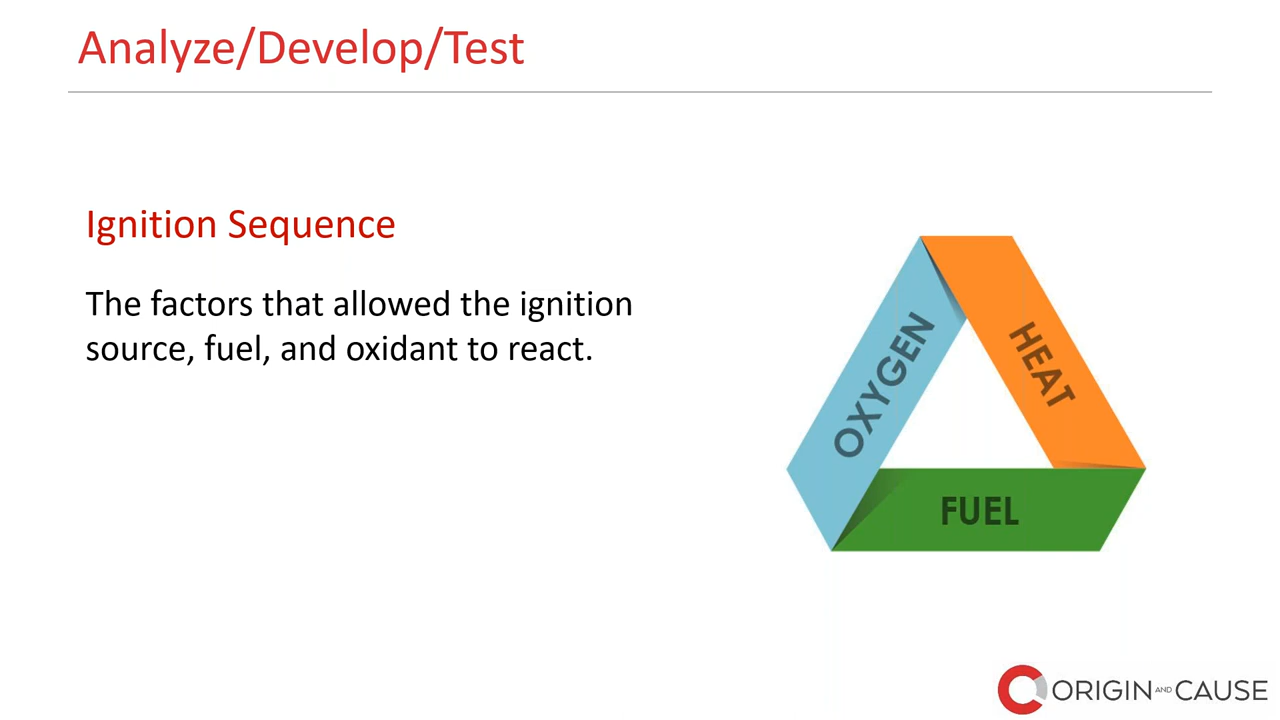 Analyze/Develop/Test
Ignition Sequence
The factors that allowed the ignition
source, fuel, and oxidant to react.
OXYGEN
HEAT
FUEL
ORIGIN AND CAUSE